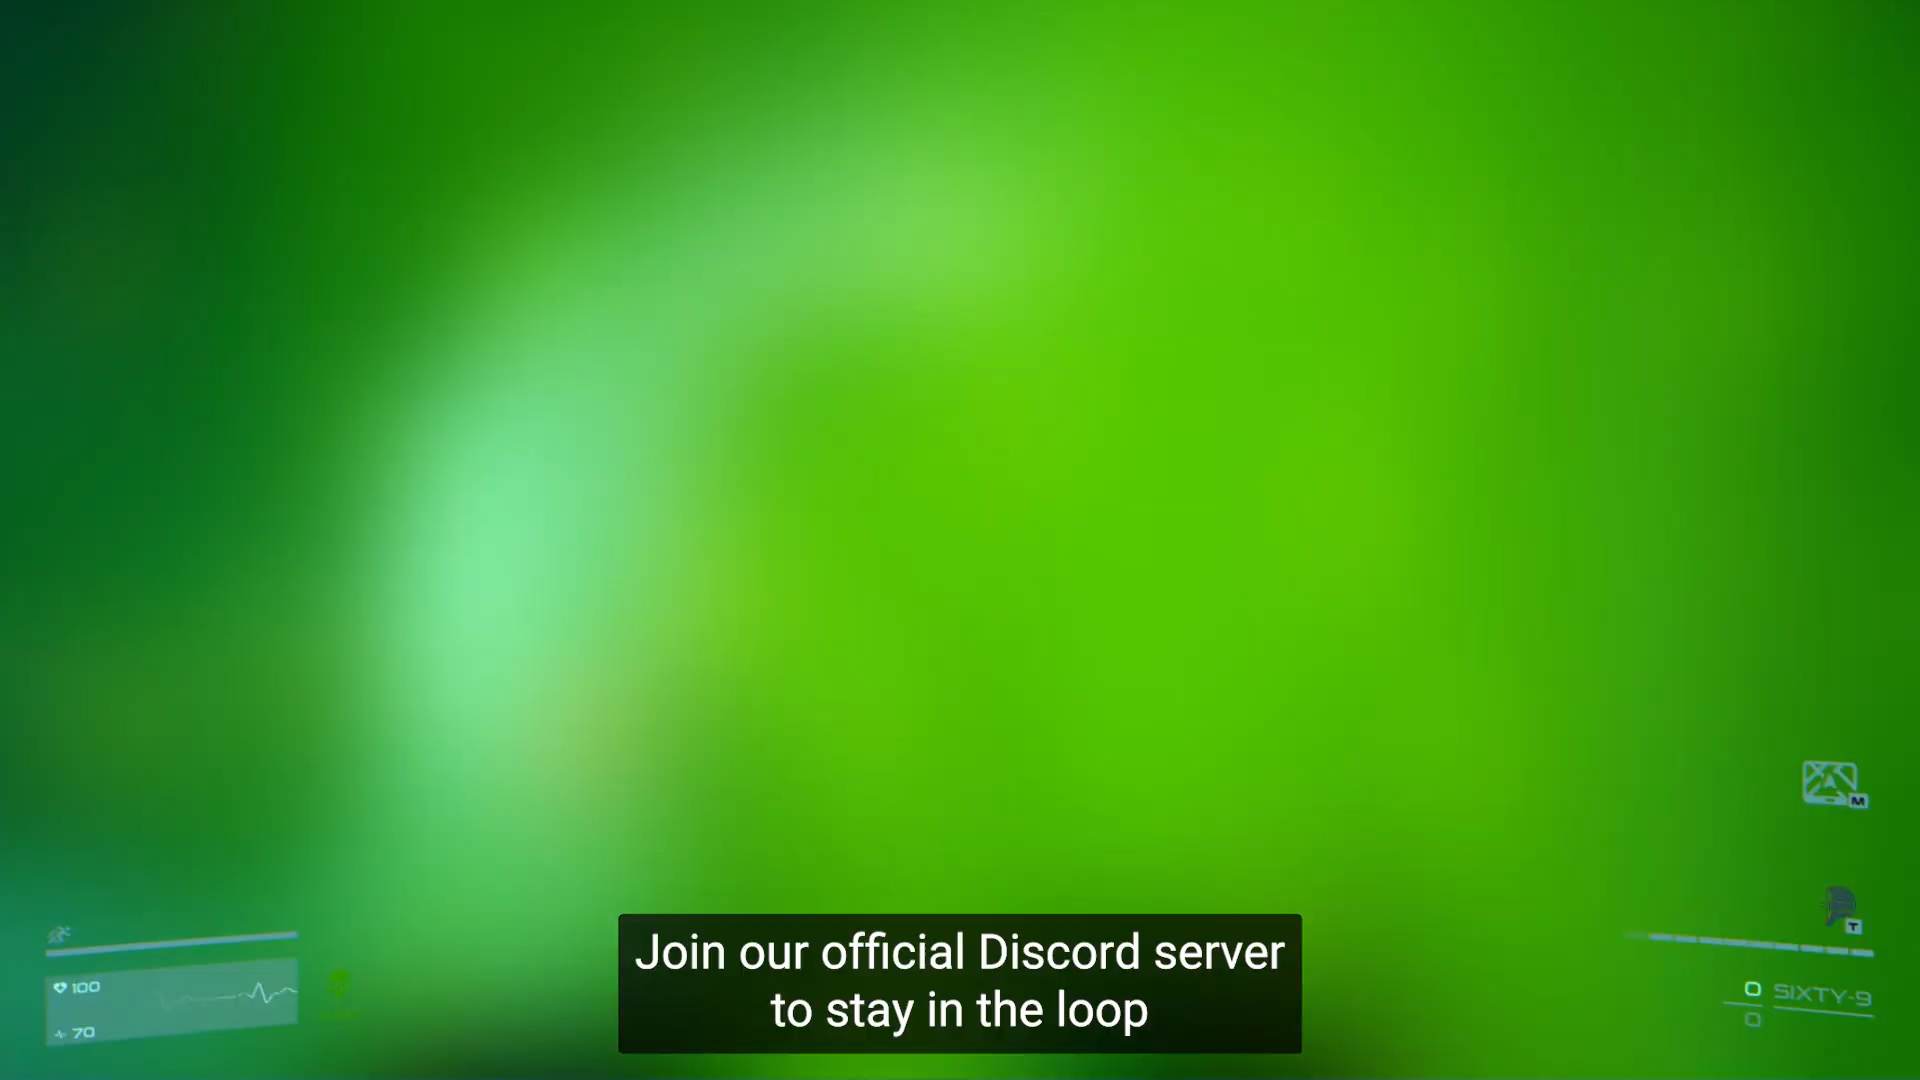 M
T
100
70
Join our official Discord server
to stay in the loop
0 SIXTY-9
0